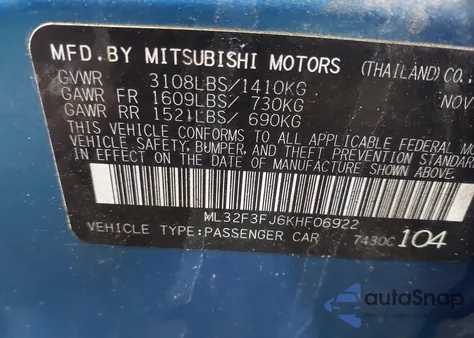 MFD.BY MITSUBISHI MOTORS (THAILAND) CO.,
GVWR 3108LBS/1410KG NOV
GAWR FR 1609LBS/ 730KG
GAWR RR 1521LBS/ 690KG
THIS VEHICLE CONFORMS TO ALL APPLICABLE FEDERAL MO
VEHICLE SAFETY, BUMPER, AND THEFT PREVENTION STANDAR
IN EFFECT ON THE DATE OF MANUFACTURE SHOWN ABOVE.
ML32F3FJ6KHF06922
VEHICLE TYPE:PASSENGER CAR 7430C 104
autoSnap